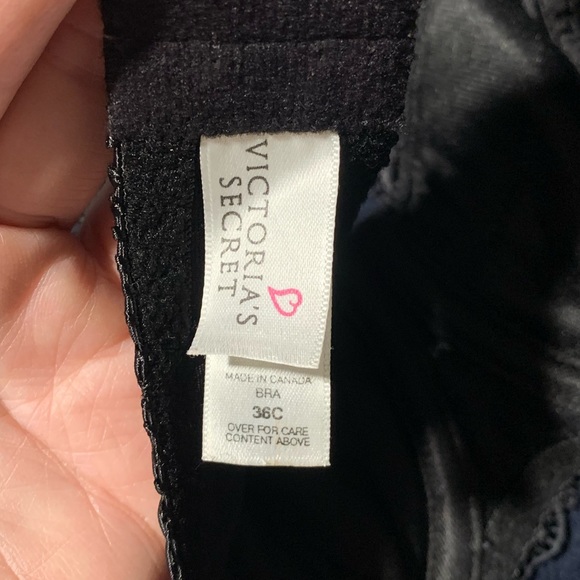 VICTORIA'S
SECRET
MADE IN CANADA
BRA
36C
OVER FOR CARE
CONTENT ABOVE